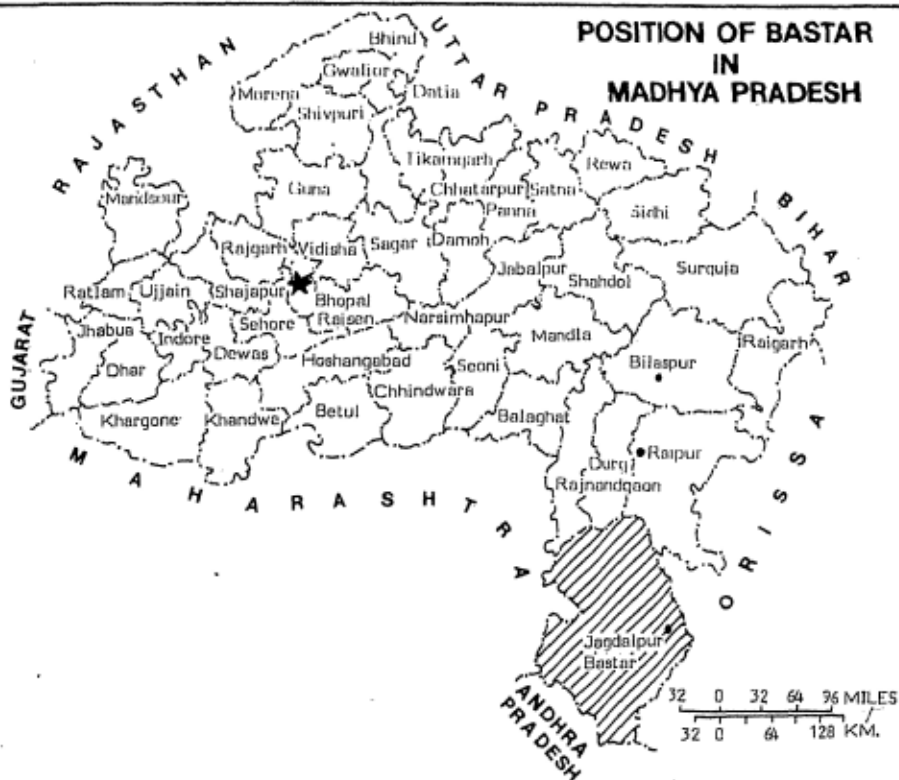 POSITION OF BASTAR
IN
MADHYA PRADESH
RAJASTHAN
UTTAR PRADESH
BIHAR
GUJARAT
MAHARASHTRA
ORISSA
ANDHRA
PRADESH
Bhind
Gwalior
Morena
Datia
Shivpuri
Tikamgarh
Rewa
Guna
Chhatarpur
Satna
Mandsour
Panna
Sidhi
Rajgarh
Vidisha
Sagar
Damoh
Jabalpur
Shahdol
Surguja
Ratlam
Ujjain
Shajapur
Bhopal
Jhabua
Indore
Sehore
Raisen
Narsimhapur
Mandla
Raigarh
Dhar
Dewas
Hoshangabad
Seoni
Bilaspur
Khargone
Khandwa
Betul
Chhindwara
Balaghat
Durg
Raipur
Rajnandgaon
Jagdalpur
Bastar
32 0 32 64 96 MILES
32 0 64 128 KM.